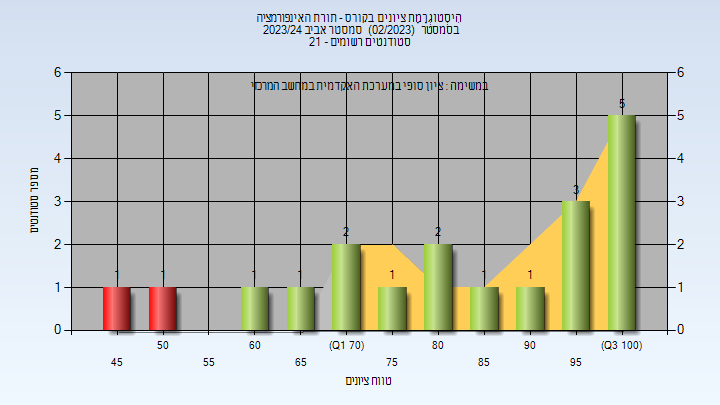 היסטוגרמת ציונים בקורס - תורת האינפורמציה
בסמסטר (02/2023) סמסטר אביב 2023/24
סטודנטים רשומים - 21
במשימה : ציון סופי במערכת האקדמית במחשב המרכזי
מספר סטודנטים
6 6
5 5
4 4
3 3
2 2
1 1
0 0
1 1 1 1 2 1 2 1 1 3 5
50 60 (Q1 70) 80 90 (Q3 100)
45 55 65 75 85 95
טווח ציונים